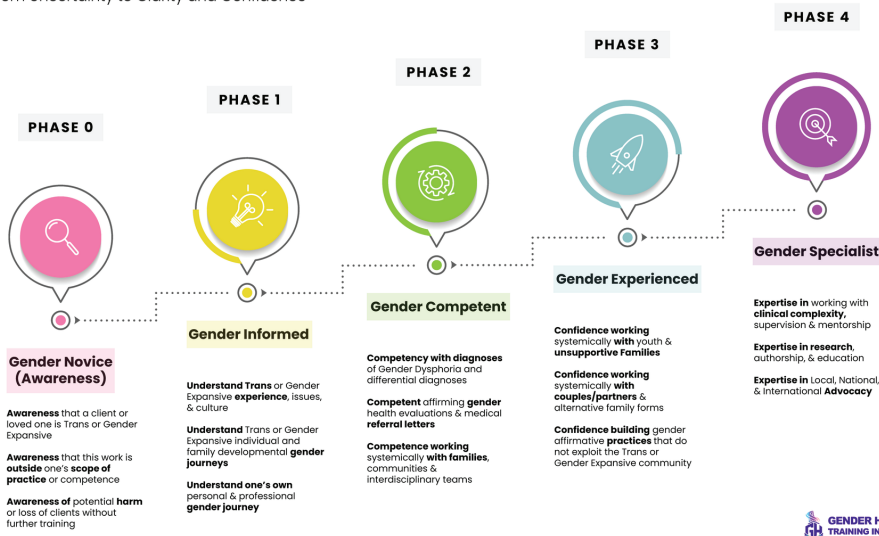 to Clarity and Confidence
PHASE 0
PHASE 1
PHASE 2
PHASE 3
PHASE 4
Gender Novice
(Awareness)
Awareness that a client or
loved one is Trans or Gender
Expansive
Awareness that this work is
outside one's scope of
practice or competence
Awareness of potential harm
or loss of clients without
further training
Gender Informed
Understand Trans or Gender
Expansive experience, issues,
& culture
Understand Trans or Gender
Expansive individual and
family developmental gender
journeys
Understand one's own
personal & professional
gender journey
Gender Competent
Competency with diagnoses
of Gender Dysphoria and
differential diagnoses
Competent affirming gender
health evaluations & medical
referral letters
Competence working
systemically with families,
communities &
interdisciplinary teams
Gender Experienced
Confidence working
systemically with youth &
unsupportive Families
Confidence working
systemically with
couples/partners &
alternative family forms
Confidence building gender
affirmative practices that do
not exploit the Trans or
Gender Expansive community
Gender Specialist
Expertise in working with
clinical complexity,
supervision & mentorship
Expertise in research,
authorship, & education
Expertise in Local, National,
& International Advocacy
GENDER
TRAINING